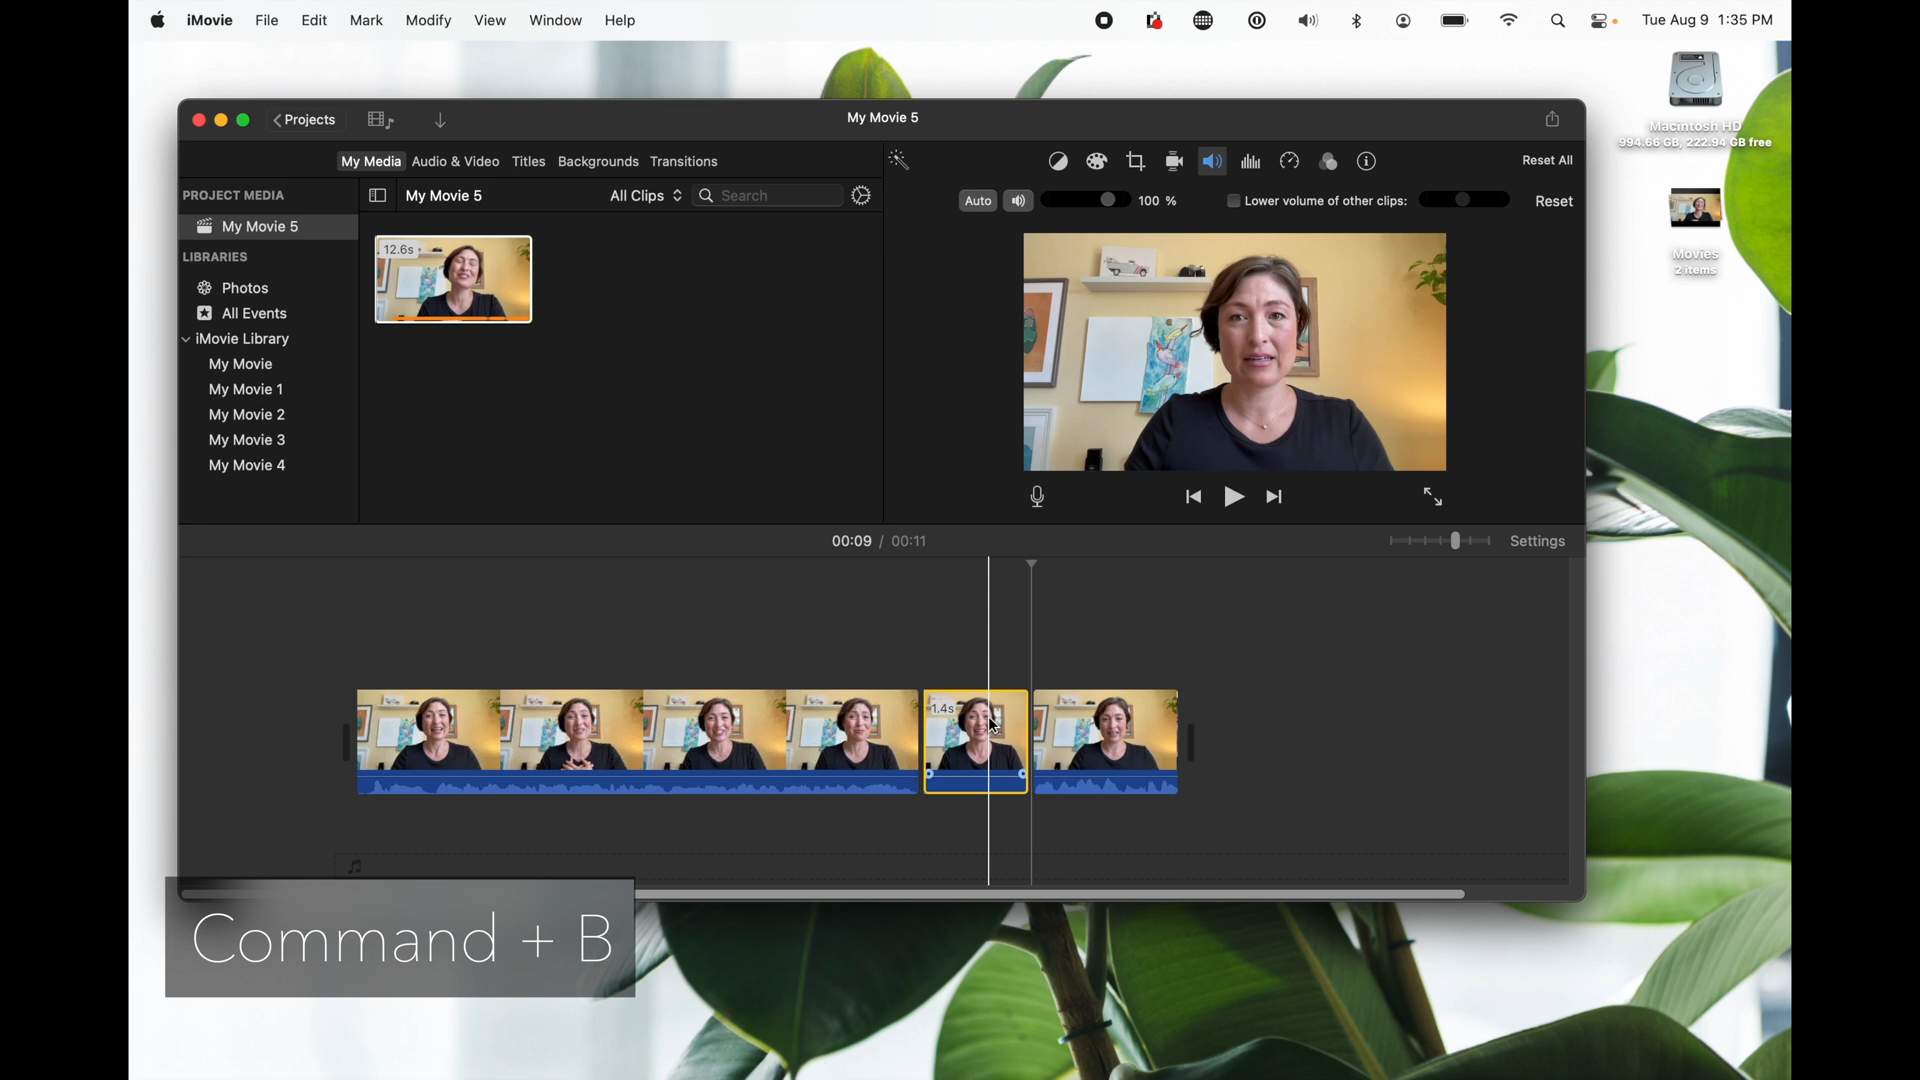 iMovie File Edit Mark Modify View Window Help Tue Aug 9 1:35 PM
Macintosh HD
994.66 GB, 222.94 GB free
Movies
2 items
Projects My Movie 5
My Media Audio & Video Titles Backgrounds Transitions Reset All
PROJECT MEDIA My Movie 5 All Clips Search Auto 100 % Lower volume of other clips: Reset
My Movie 5
LIBRARIES
Photos
All Events
iMovie Library
My Movie
My Movie 1
My Movie 2
My Movie 3
My Movie 4
12.6s
00:09 / 00:11 Settings
1.4s
Command + B